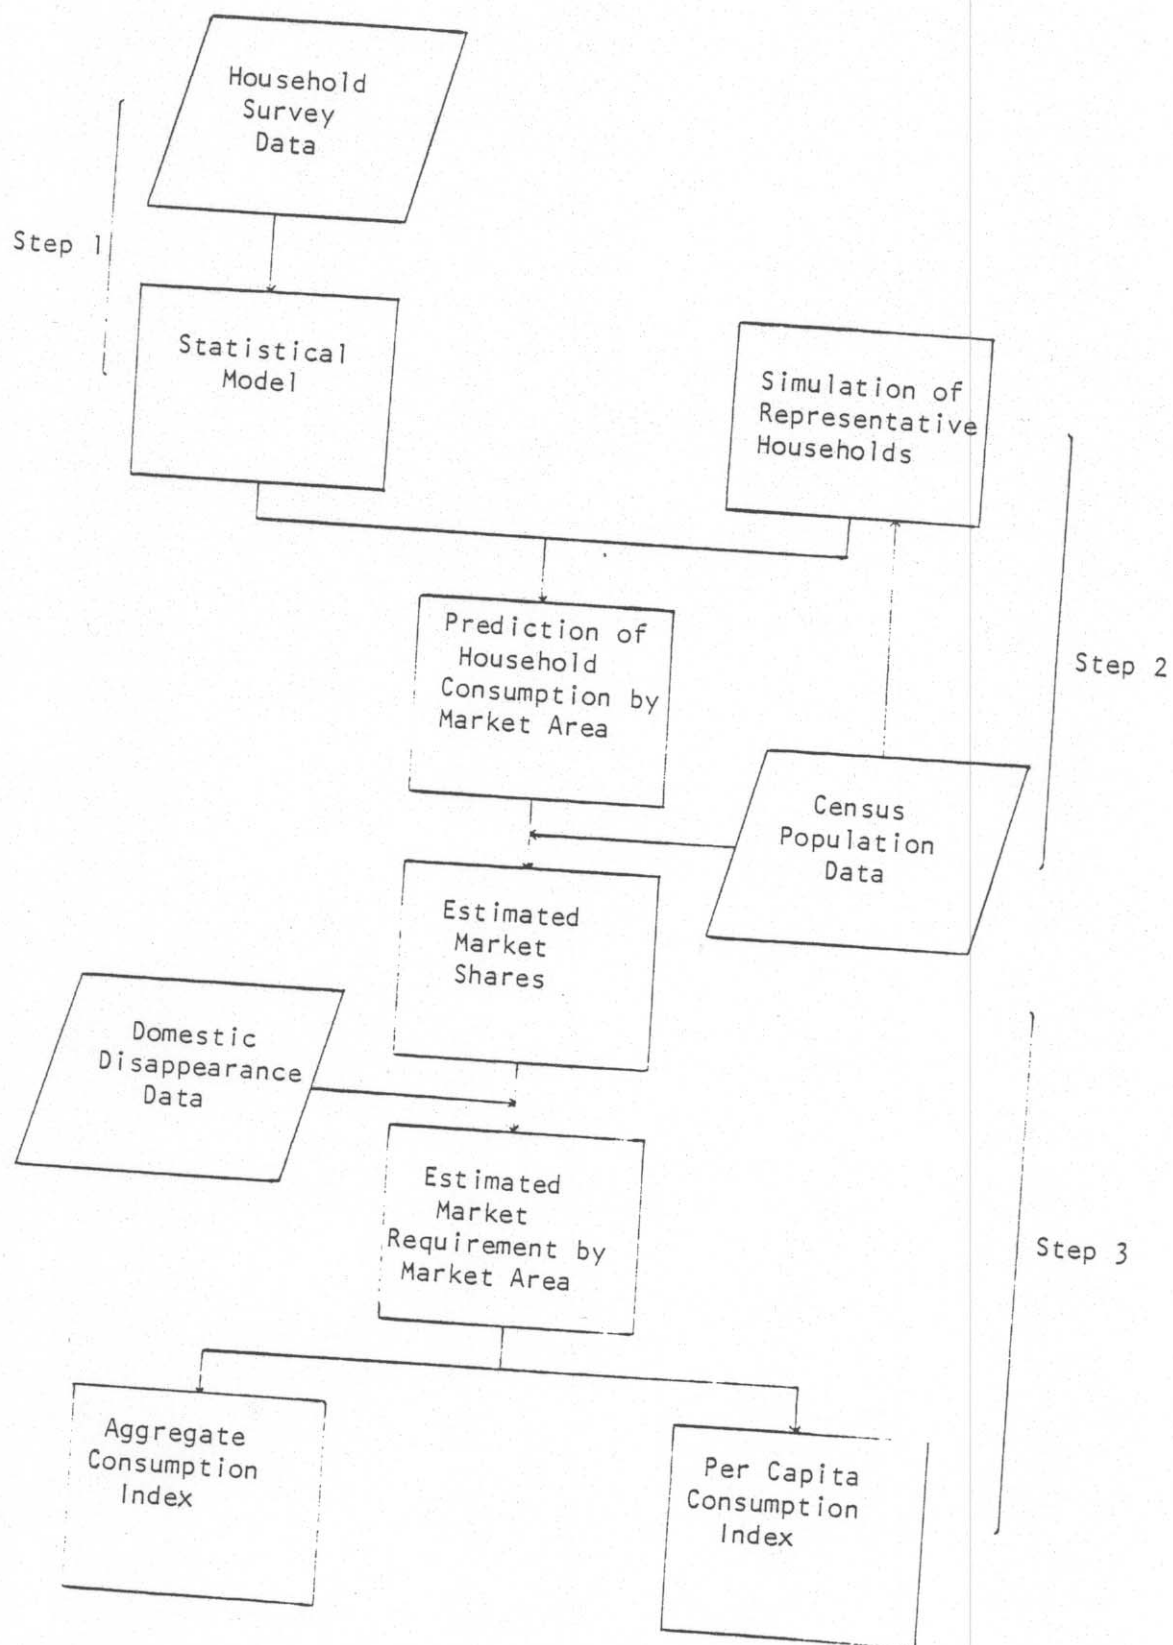 Household
Survey
Data
Step 1
Statistical
Model
Simulation of
Representative
Households
Prediction of
Household
Consumption by
Market Area
Step 2
Census
Population
Data
Estimated
Market
Shares
Domestic
Disappearance
Data
Estimated
Market
Requirement by
Market Area
Step 3
Aggregate
Consumption
Index
Per Capita
Consumption
Index